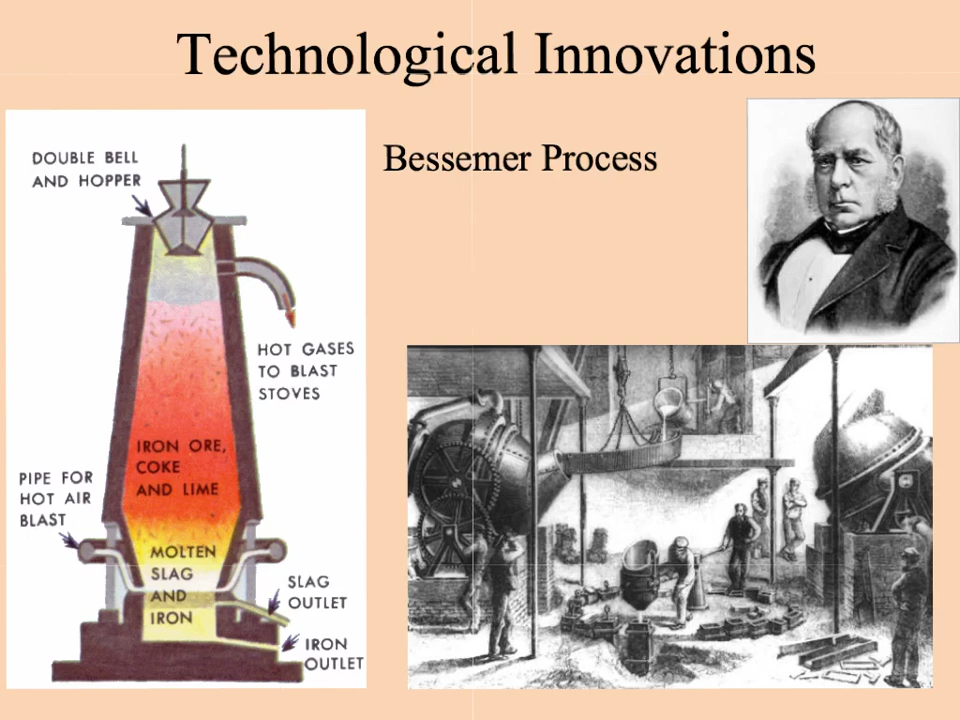 Technological Innovations
Bessemer Process
DOUBLE BELL
AND HOPPER
HOT GASES
TO BLAST
STOVES
IRON ORE,
COKE
AND LIME
PIPE FOR
HOT AIR
BLAST
MOLTEN
SLAG
AND
IRON
SLAG
OUTLET
IRON
OUTLET